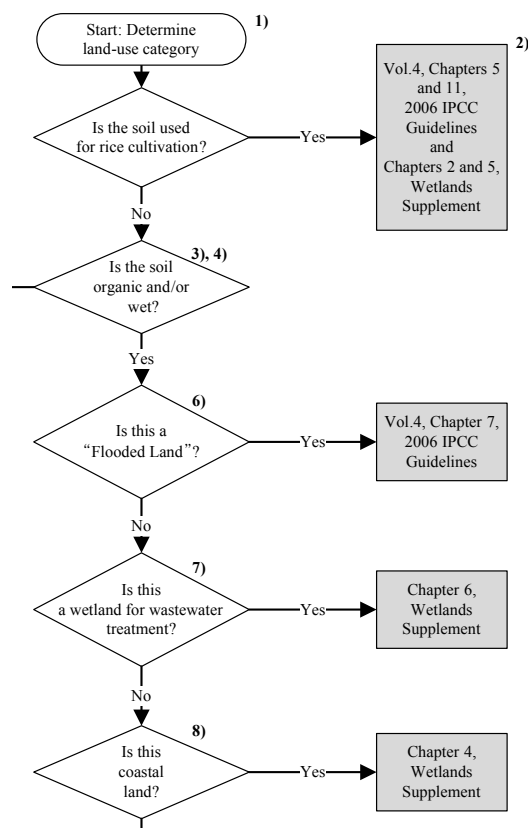 Start: Determine
land-use category
1)
2)
Vol.4, Chapters 5
and 11,
2006 IPCC
Guidelines
and
Chapters 2 and 5,
Wetlands
Supplement
Is the soil used
for rice cultivation?
Yes
No
3), 4)
Is the soil
organic and/or
wet?
Yes
6)
Is this a
“Flooded Land”?
Yes
Vol.4, Chapter 7,
2006 IPCC
Guidelines
No
7)
Is this
a wetland for wastewater
treatment?
Yes
Chapter 6,
Wetlands
Supplement
No
8)
Is this
coastal
land?
Yes
Chapter 4,
Wetlands
Supplement